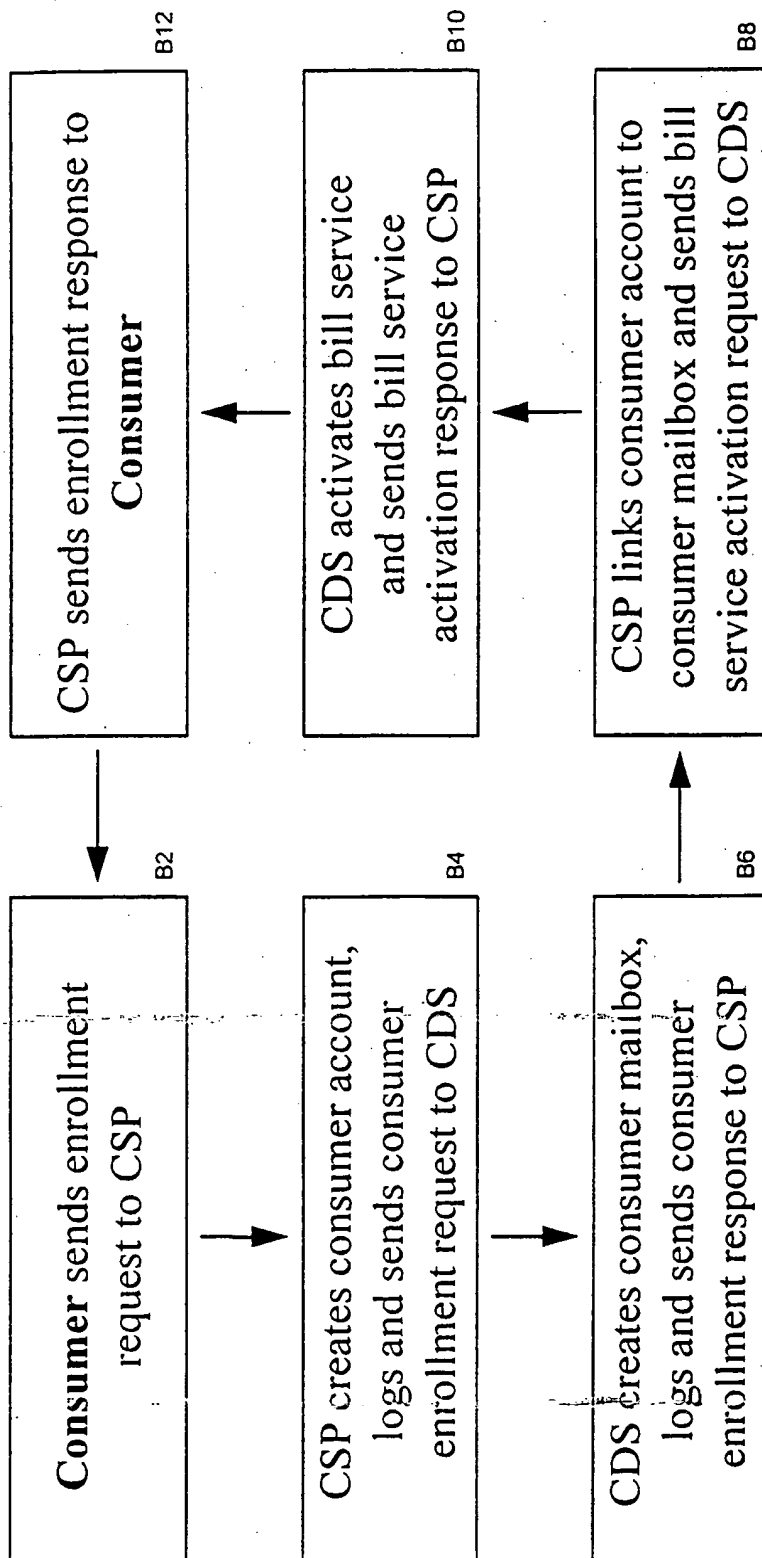 Consumer sends enrollment
request to CSP
B2
CSP creates consumer account,
logs and sends consumer
enrollment request to CDS
B4
CDS creates consumer mailbox,
logs and sends consumer
enrollment response to CSP
B6
CSP links consumer account to
consumer mailbox and sends bill
service activation request to CDS
B8
CDS activates bill service
and sends bill service
activation response to CSP
B10
CSP sends enrollment response to
Consumer
B12